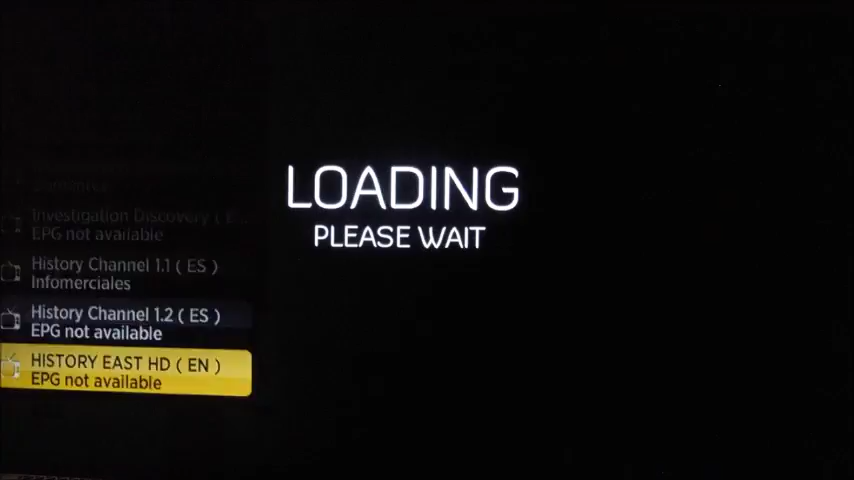 Investigation Discovery ( E...
EPG not available
History Channel 1.1 ( ES )
Infomerciales
History Channel 1.2 ( ES )
EPG not available
HISTORY EAST HD ( EN )
EPG not available
LOADING
PLEASE WAIT